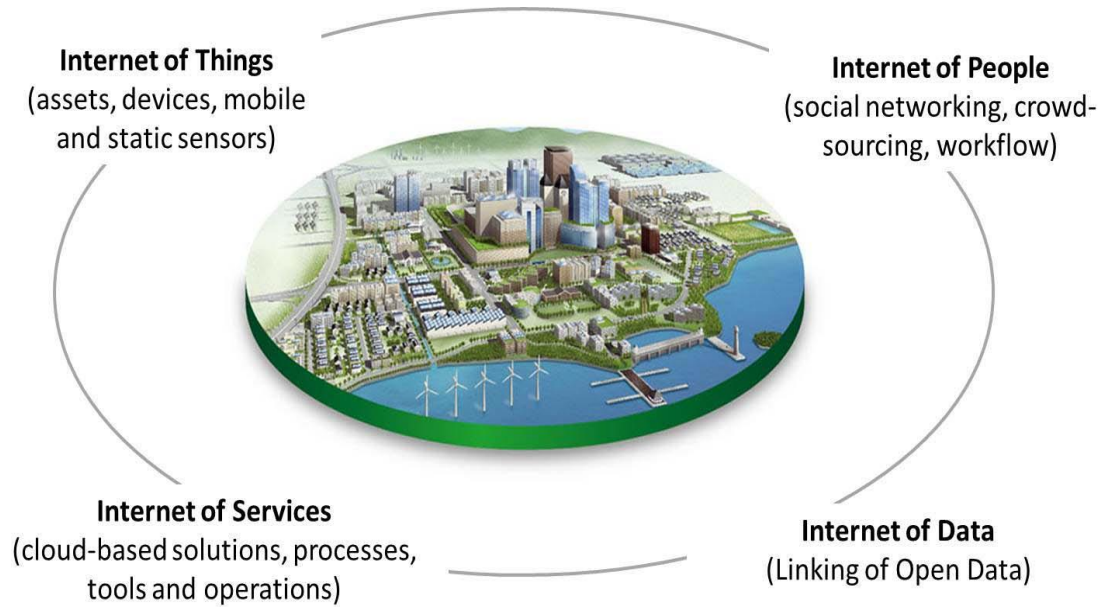 Internet of Things
(assets, devices, mobile
and static sensors)
Internet of People
(social networking, crowd-
sourcing, workflow)
Internet of Services
(cloud-based solutions, processes,
tools and operations)
Internet of Data
(Linking of Open Data)